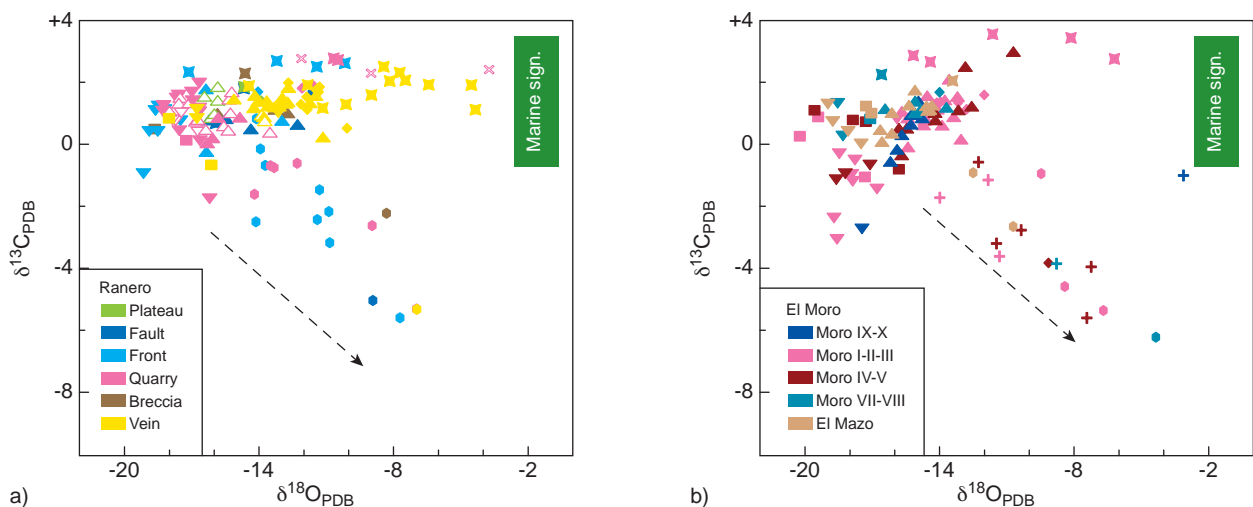 +4
0
-4
-8
δ13CPDB
-20
-14
-8
-2
δ18OPDB
a)
Marine sign.
Ranero
Plateau
Fault
Front
Quarry
Breccia
Vein
+4
0
-4
-8
δ13CPDB
-20
-14
-8
-2
δ18OPDB
b)
Marine sign.
El Moro
Moro IX-X
Moro I-II-III
Moro IV-V
Moro VII-VIII
El Mazo